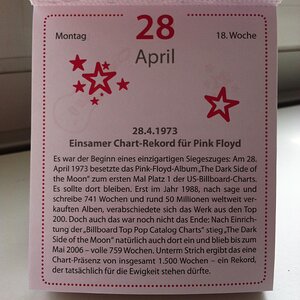 Montag
28
18. Woche
April
28.4.1973
Einsamer Chart-Rekord für Pink Floyd
Es war der Beginn eines einzigartigen Siegeszuges: Am 28.
April 1973 besetzte das Pink-Floyd-Album „The Dark Side of
the Moon“ zum ersten Mal Platz 1 der US-Billboard-Charts.
Es sollte dort bleiben. Erst im Jahr 1988, nach sage und
schreibe 741 Wochen und rund 50 Millionen weltweit ver-
kauften Alben, verabschiedete sich das Werk aus den Top
200. Doch auch das war noch nicht das Ende: Nach Einrich-
tung der „Billboard Top Pop Catalog Charts“ stieg „The Dark
Side of the Moon“ natürlich auch dort ein und blieb bis zum
Mai 2006 – volle 759 Wochen. Unterm Strich ergibt das eine
Chart-Präsenz von insgesamt 1.500 Wochen – ein Rekord,
der tatsächlich für die Ewigkeit stehen dürfte.